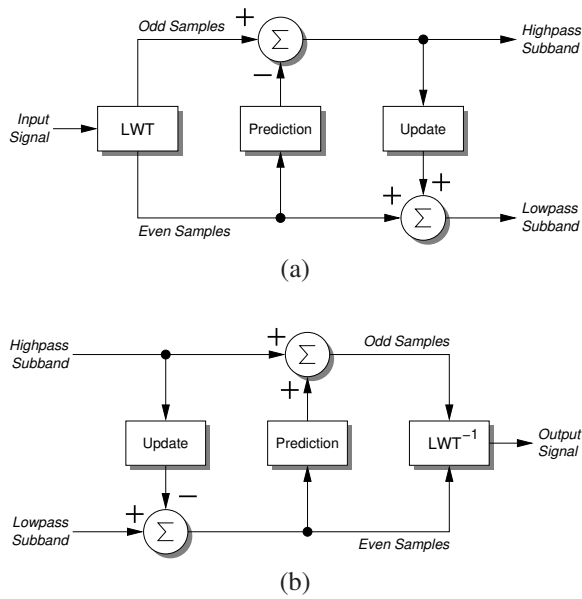 Odd Samples
+
Σ
Highpass
Subband
−
Input
Signal
LWT
Prediction
Update
+
+
Σ
Even Samples
Lowpass
Subband
(a)
Highpass
Subband
+
Σ
Odd Samples
+
Update
Prediction
LWT⁻¹
Output
Signal
−
Lowpass
Subband
+
Σ
Even Samples
(b)